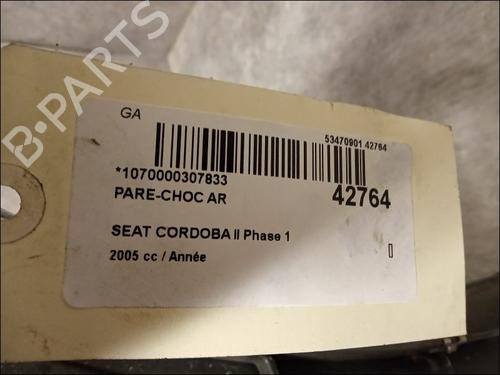 GA
53470901 42764
*1070000307833
PARE-CHOC AR
42764
SEAT CORDOBA II Phase 1
2005 cc / Année
B-PARTS